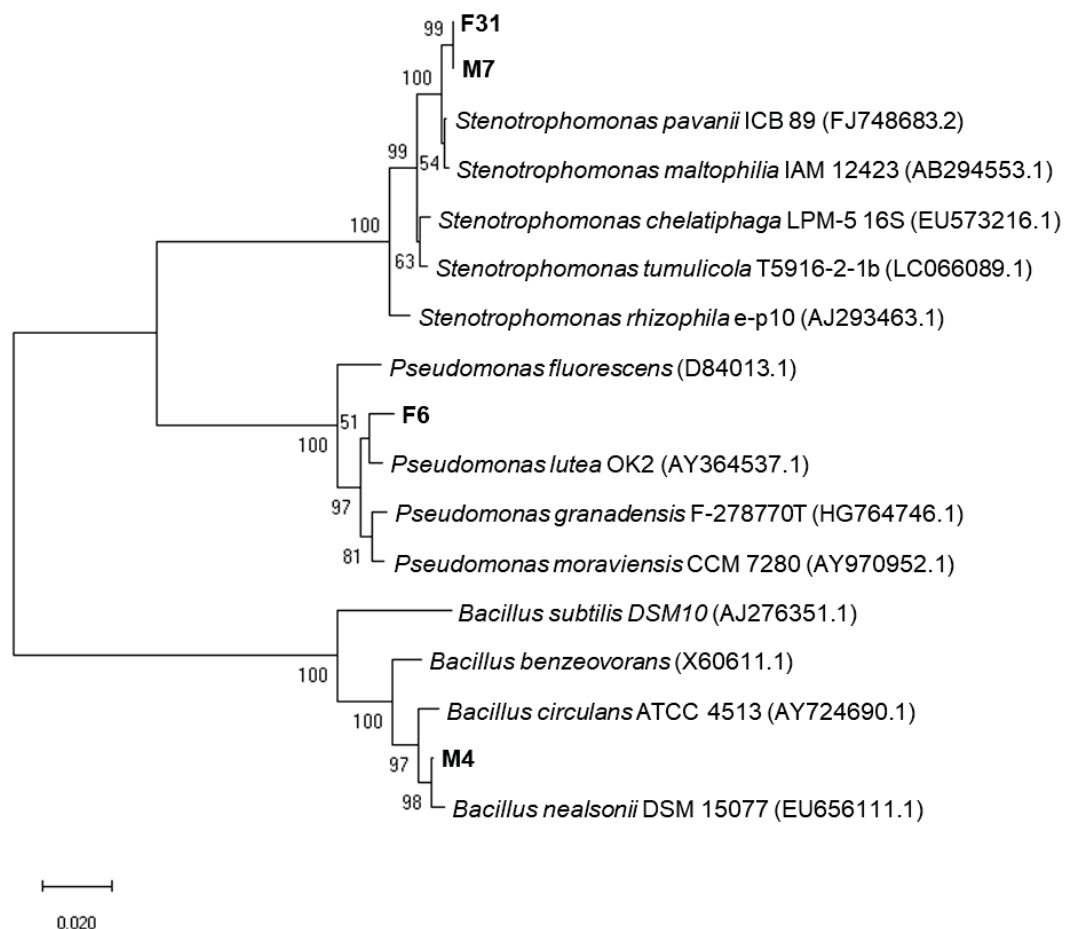 99
F31
M7
100
Stenotrophomonas pavanii ICB 89 (FJ748683.2)
99
54
Stenotrophomonas maltophilia IAM 12423 (AB294553.1)
100
Stenotrophomonas chelatiphaga LPM-5 16S (EU573216.1)
63
Stenotrophomonas tumulicola T5916-2-1b (LC066089.1)
Stenotrophomonas rhizophila e-p10 (AJ293463.1)
Pseudomonas fluorescens (D84013.1)
51
F6
100
Pseudomonas lutea OK2 (AY364537.1)
97
Pseudomonas granadensis F-278770T (HG764746.1)
81
Pseudomonas moraviensis CCM 7280 (AY970952.1)
Bacillus subtilis DSM10 (AJ276351.1)
100
Bacillus benzeovorans (X60611.1)
100
Bacillus circulans ATCC 4513 (AY724690.1)
97
M4
98
Bacillus nealsonii DSM 15077 (EU656111.1)
0.020